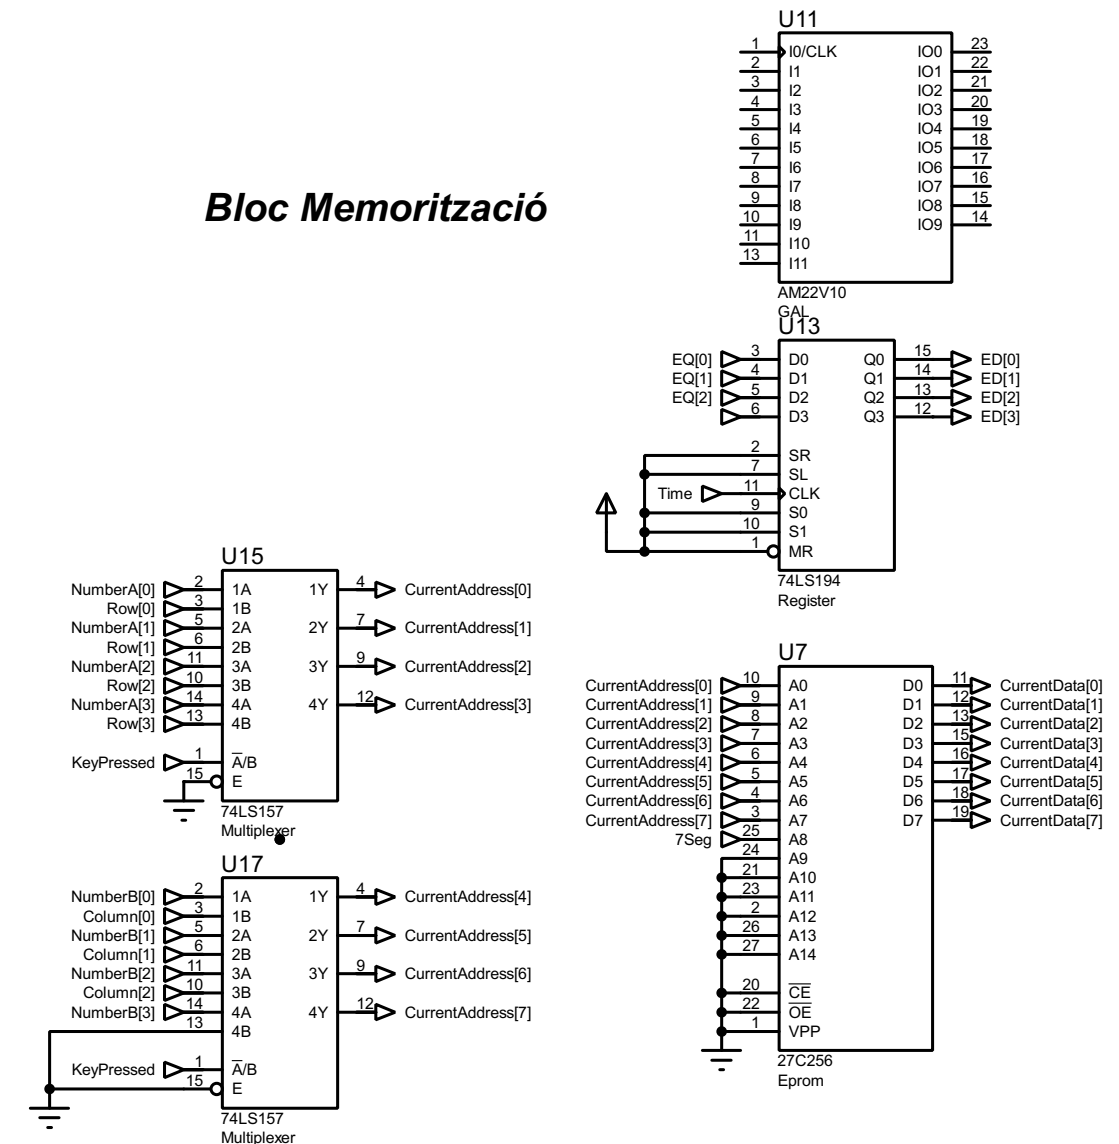 Bloc Memorització
U11
1 I0/CLK IO0 23
2 I1 IO1 22
3 I2 IO2 21
4 I3 IO3 20
5 I4 IO4 19
6 I5 IO5 18
7 I6 IO6 17
8 I7 IO7 16
9 I8 IO8 15
10 I9 IO9 14
11 I10
13 I11
AM22V10
GAL
U13
EQ[0] 3 D0 Q0 15 ED[0]
EQ[1] 4 D1 Q1 14 ED[1]
EQ[2] 5 D2 Q2 13 ED[2]
6 D3 Q3 12 ED[3]
2 SR
7 SL
Time 11 CLK
9 S0
10 S1
1 MR
74LS194
Register
U15
NumberA[0] 2 1A 1Y 4 CurrentAddress[0]
Row[0] 3 1B
NumberA[1] 5 2A 2Y 7 CurrentAddress[1]
Row[1] 6 2B
NumberA[2] 11 3A 3Y 9 CurrentAddress[2]
Row[2] 10 3B
NumberA[3] 14 4A 4Y 12 CurrentAddress[3]
Row[3] 13 4B
KeyPressed 1 A/B
15 E
74LS157
Multiplexer
U17
NumberB[0] 2 1A 1Y 4 CurrentAddress[4]
Column[0] 3 1B
NumberB[1] 5 2A 2Y 7 CurrentAddress[5]
Column[1] 6 2B
NumberB[2] 11 3A 3Y 9 CurrentAddress[6]
Column[2] 10 3B
NumberB[3] 14 4A 4Y 12 CurrentAddress[7]
13 4B
KeyPressed 1 A/B
15 E
74LS157
Multiplexer
U7
CurrentAddress[0] 10 A0 D0 11 CurrentData[0]
CurrentAddress[1] 9 A1 D1 12 CurrentData[1]
CurrentAddress[2] 8 A2 D2 13 CurrentData[2]
CurrentAddress[3] 7 A3 D3 15 CurrentData[3]
CurrentAddress[4] 6 A4 D4 16 CurrentData[4]
CurrentAddress[5] 5 A5 D5 17 CurrentData[5]
CurrentAddress[6] 4 A6 D6 18 CurrentData[6]
CurrentAddress[7] 3 A7 D7 19 CurrentData[7]
7Seg 25 A8
24 A9
21 A10
23 A11
2 A12
26 A13
27 A14
20 CE
22 OE
1 VPP
27C256
Eprom